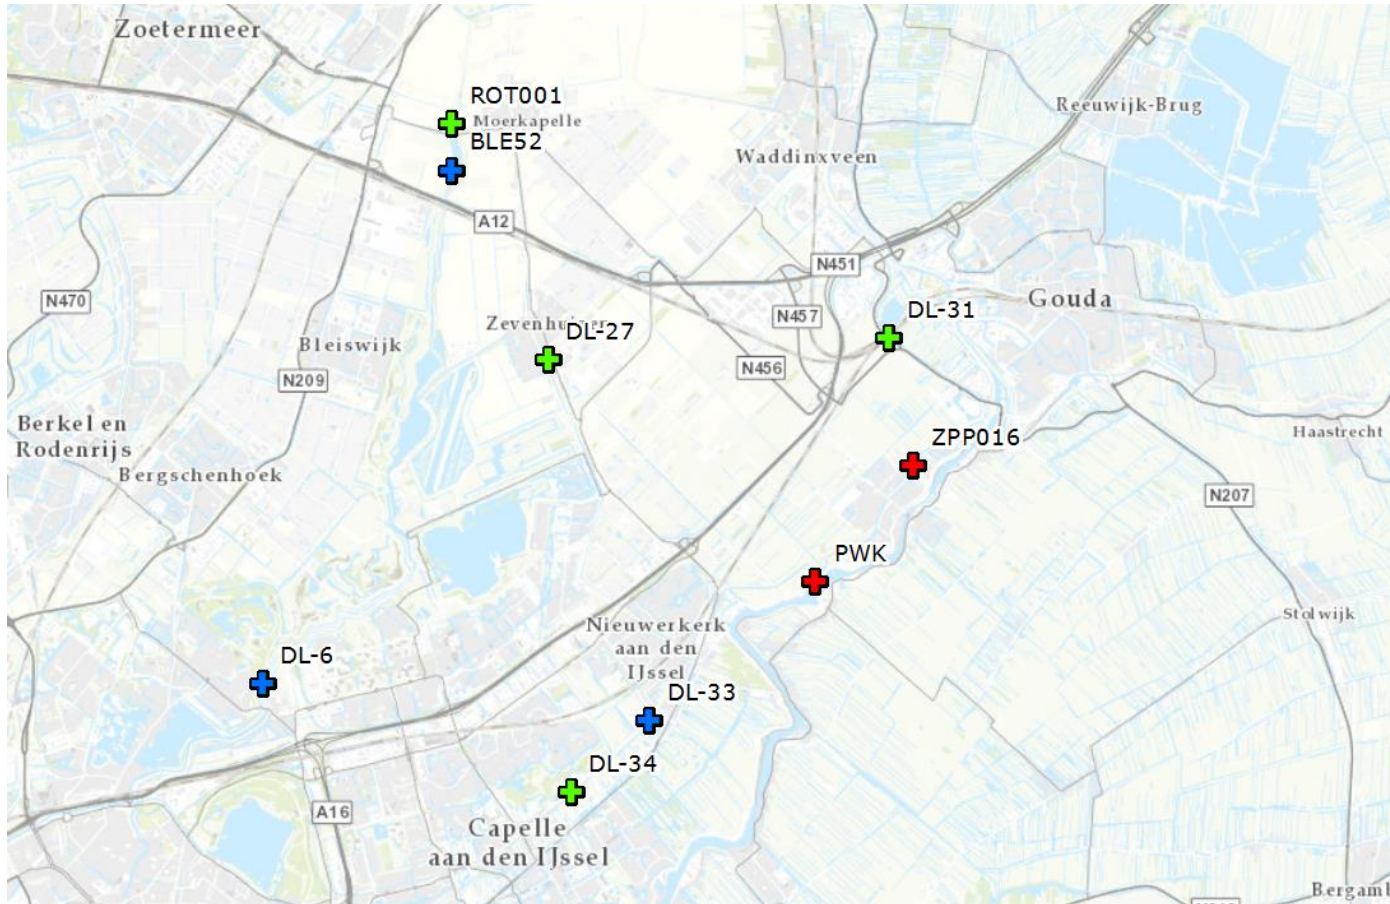 Zoetermeer
ROT001
Moerkapelle
Reeuwijk-Brug
BLE52
Waddinxveen
A12
N451
N470
Gouda
DL-31
N457
Zevenhuizen
DL-27
Bleiswijk
N456
N209
Berkel en
Rodenrijs
Haastrecht
ZPP016
Bergschenhoek
N207
PWK
Stolwijk
Nieuwerkerk
aan den
IJssel
DL-6
DL-33
DL-34
A16
Capelle
aan den IJssel
Bergaml